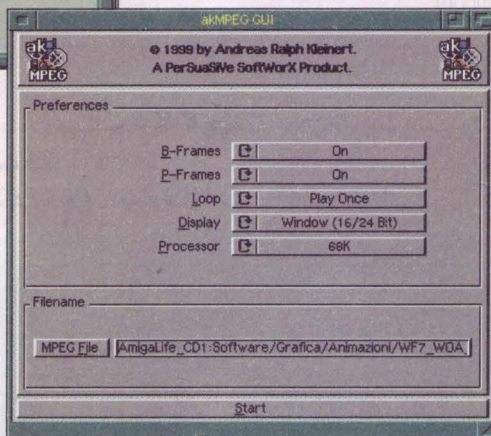 akMPEG GUI
ak
MPEG
© 1999 by Andreas Ralph Kleinert.
A PerSuaSiVe SoftWorX Product.
ak
MPEG
Preferences
B-Frames On
P-Frames On
Loop Play Once
Display Window (16/24 Bit)
Processor 68K
Filename
MPEG File AmigaLife_CD1:Software/Grafica/Animazioni/WF7_WOA
Start